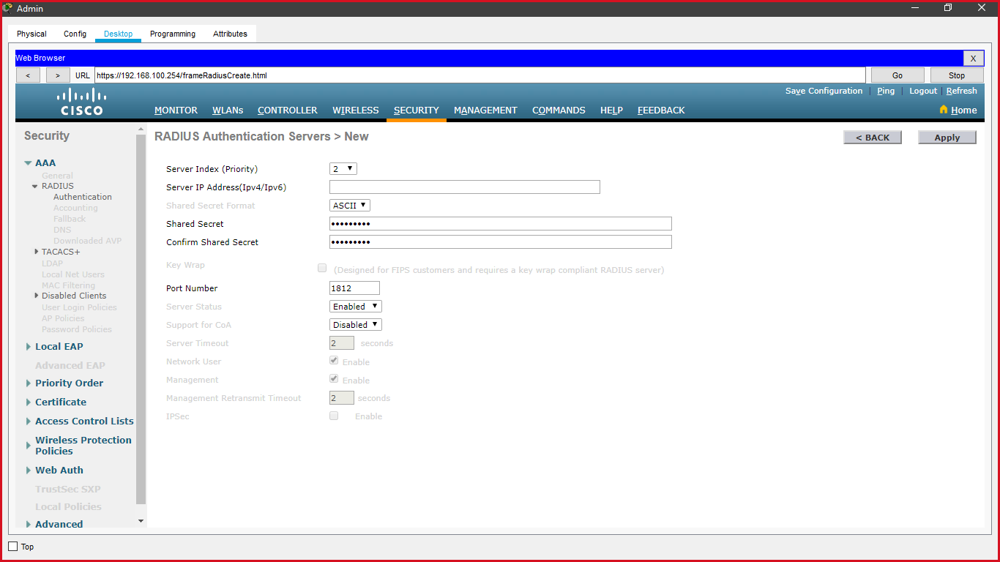 Admin
Physical Config Desktop Programming Attributes
Web Browser X
< > URL https://192.168.100.254/frameRadiusCreate.html Go Stop
Save Configuration | Ping | Logout | Refresh
CISCO
MONITOR WLANs CONTROLLER WIRELESS SECURITY MANAGEMENT COMMANDS HELP FEEDBACK Home
Security
AAA
General
RADIUS
Authentication
Accounting
Fallback
DNS
Downloaded AVP
TACACS+
LDAP
Local Net Users
MAC Filtering
Disabled Clients
User Login Policies
AP Policies
Password Policies
Local EAP
Advanced EAP
Priority Order
Certificate
Access Control Lists
Wireless Protection
Policies
Web Auth
TrustSec SXP
Local Policies
Advanced
RADIUS Authentication Servers > New < BACK Apply
Server Index (Priority) 2
Server IP Address(Ipv4/Ipv6)
Shared Secret Format ASCII
Shared Secret •••••••••
Confirm Shared Secret •••••••••
Key Wrap (Designed for FIPS customers and requires a key wrap compliant RADIUS server)
Port Number 1812
Server Status Enabled
Support for CoA Disabled
Server Timeout 2 seconds
Network User Enable
Management Enable
Management Retransmit Timeout 2 seconds
IPSec Enable
Top